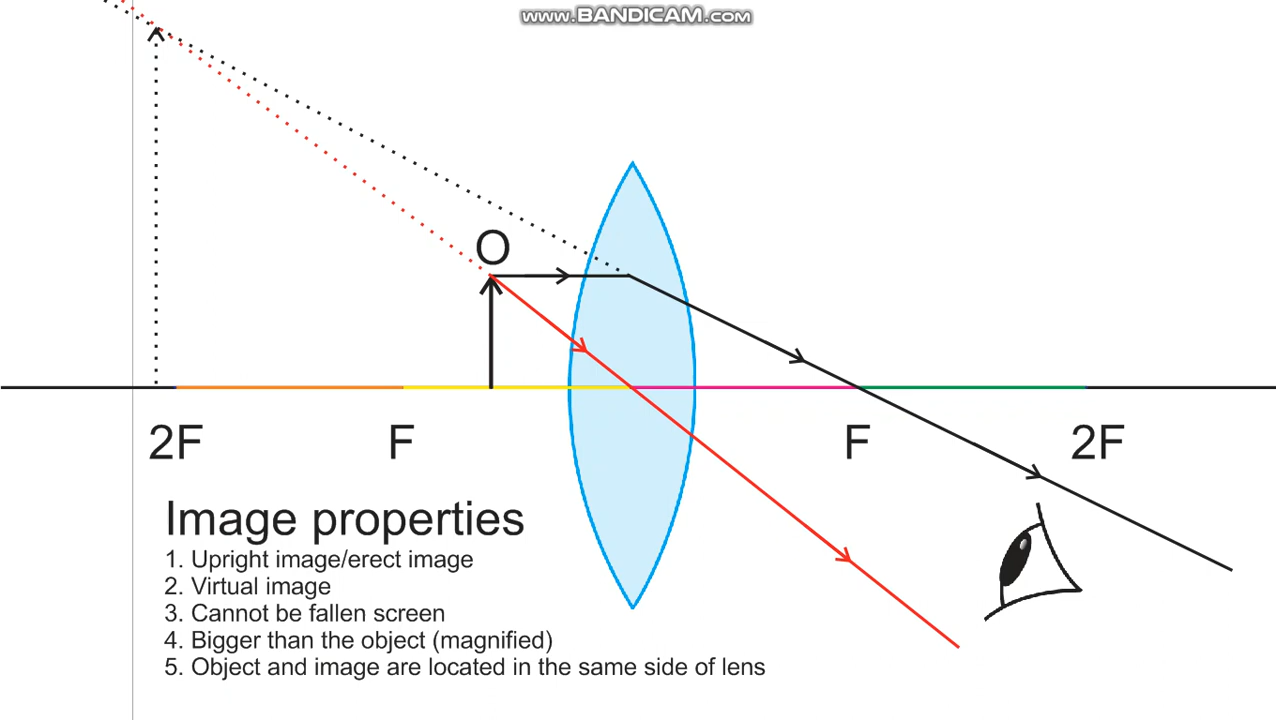 www.BANDICAM.com
O
2F F F 2F
Image properties
1. Upright image/erect image
2. Virtual image
3. Cannot be fallen screen
4. Bigger than the object (magnified)
5. Object and image are located in the same side of lens